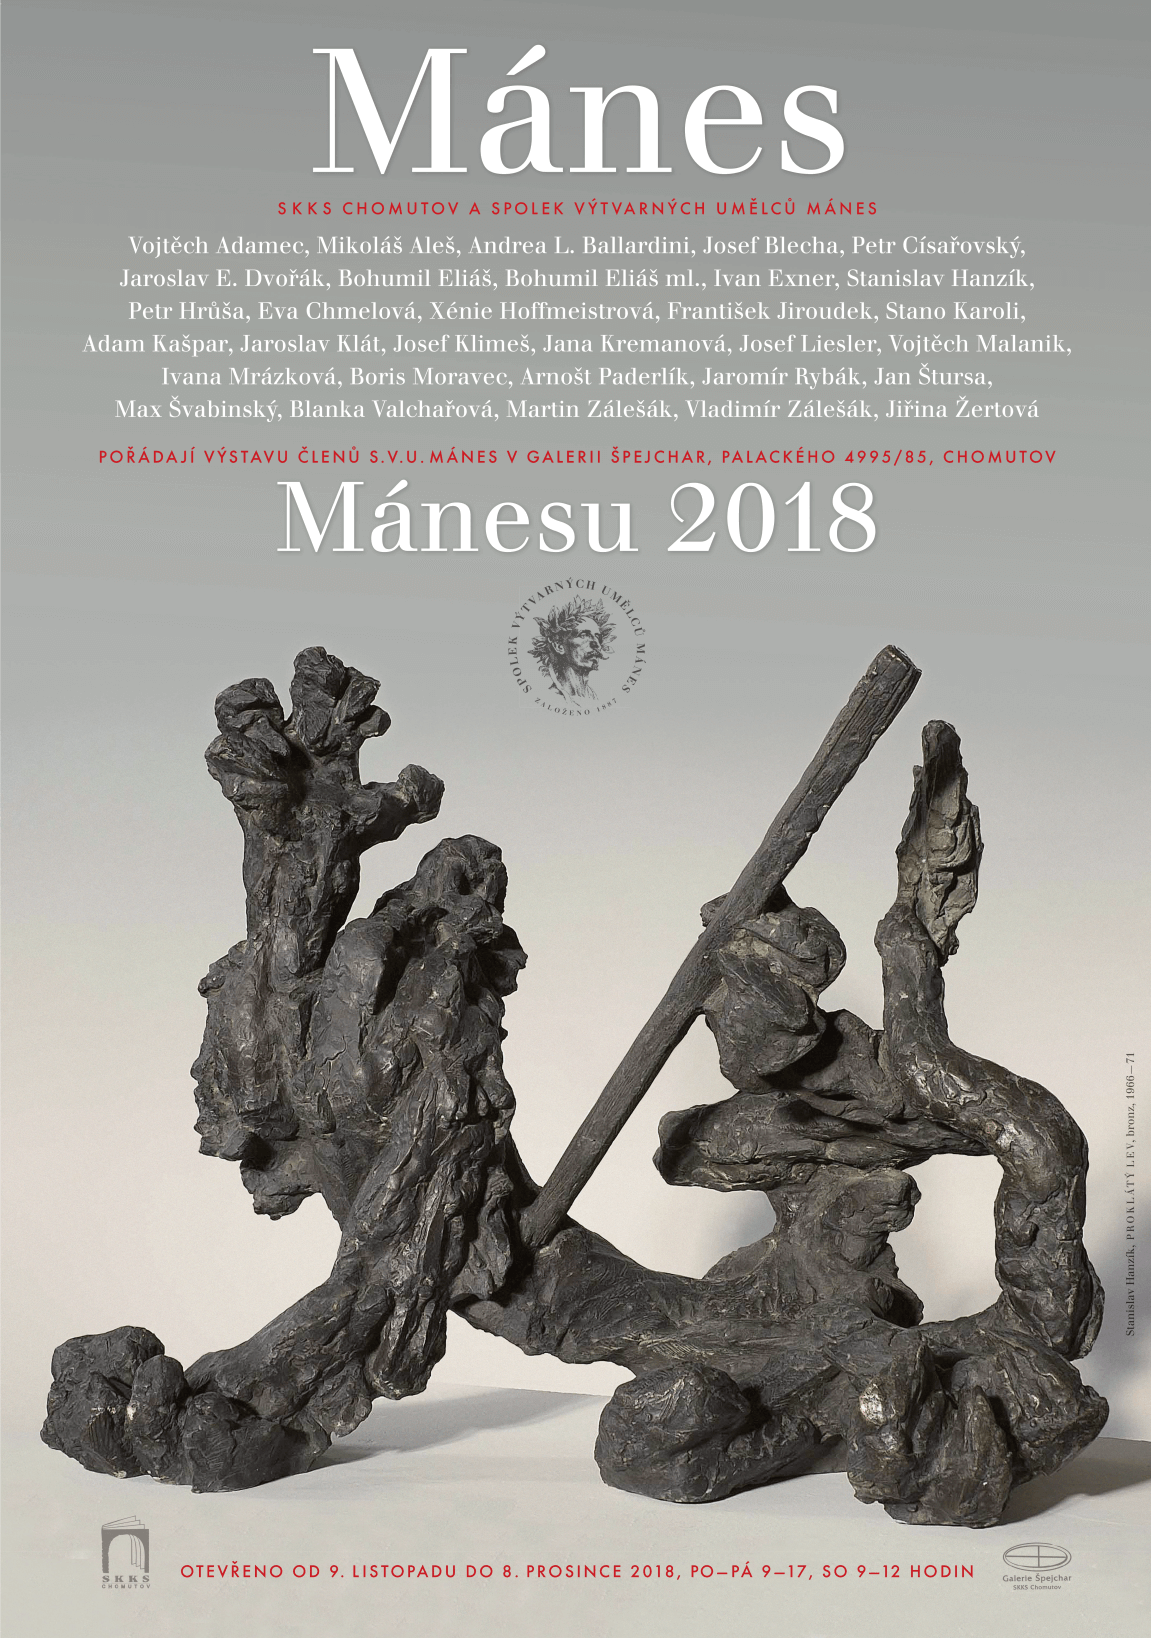 Mánes
SKKS CHOMUTOV A SPOLEK VÝTVARNÝCH UMĚLCŮ MÁNES
Vojtěch Adamec, Mikoláš Aleš, Andrea L. Ballardini, Josef Blecha, Petr Císařovský,
Jaroslav E. Dvořák, Bohumil Eliáš, Bohumil Eliáš ml., Ivan Exner, Stanislav Hanzík,
Petr Hrůša, Eva Chmelová, Xénie Hoffmeistrová, František Jiroudek, Stano Karoli,
Adam Kašpar, Jaroslav Klát, Josef Klimeš, Jana Kremanová, Josef Liesler, Vojtěch Malanik,
Ivana Mrázková, Boris Moravec, Arnošt Paderlík, Jaromír Rybák, Jan Štursa,
Max Švabinský, Blanka Valchařová, Martin Zálešák, Vladimír Zálešák, Jiřina Žertová
POŘÁDAJÍ VÝSTAVU ČLENŮ S.V.U. MÁNES V GALERII ŠPEJCHAR, PALACKÉHO 4995/85, CHOMUTOV
Mánesu 2018
SPOLEK VÝTVARNÝCH UMĚLCŮ MÁNES
ZALOŽENO 1887
Stanislav Hanzík, PROKLÁTÝ LEV, bronz, 1966—71
SKKS
CHOMUTOV
OTEVŘENO OD 9. LISTOPADU DO 8. PROSINCE 2018, PO–PÁ 9–17, SO 9–12 HODIN
Galerie Špejchar
SKKS Chomutov